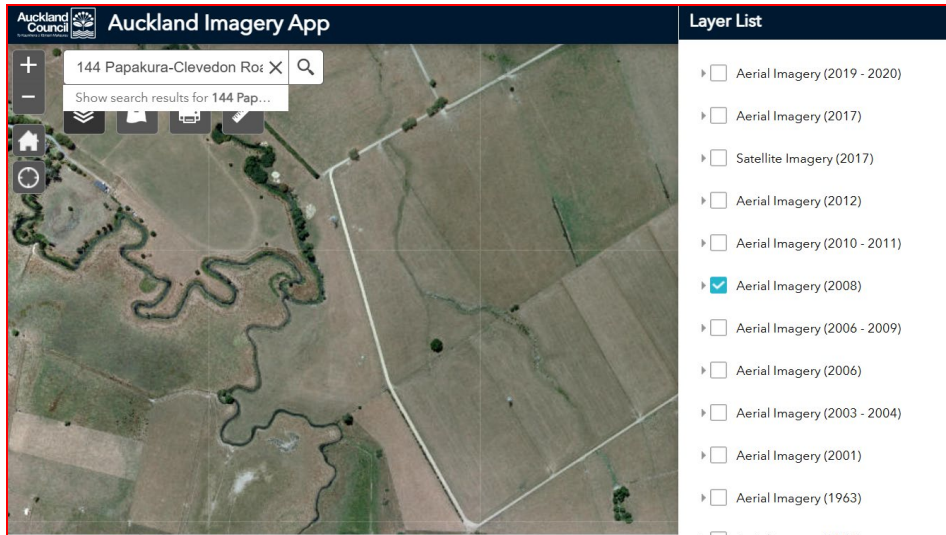 Auckland
Council
Auckland Imagery App
Layer List
144 Papakura-Clevedon Roa
Show search results for 144 Pap...
Aerial Imagery (2019 - 2020)
Aerial Imagery (2017)
Satellite Imagery (2017)
Aerial Imagery (2012)
Aerial Imagery (2010 - 2011)
Aerial Imagery (2008)
Aerial Imagery (2006 - 2009)
Aerial Imagery (2006)
Aerial Imagery (2003 - 2004)
Aerial Imagery (2001)
Aerial Imagery (1963)